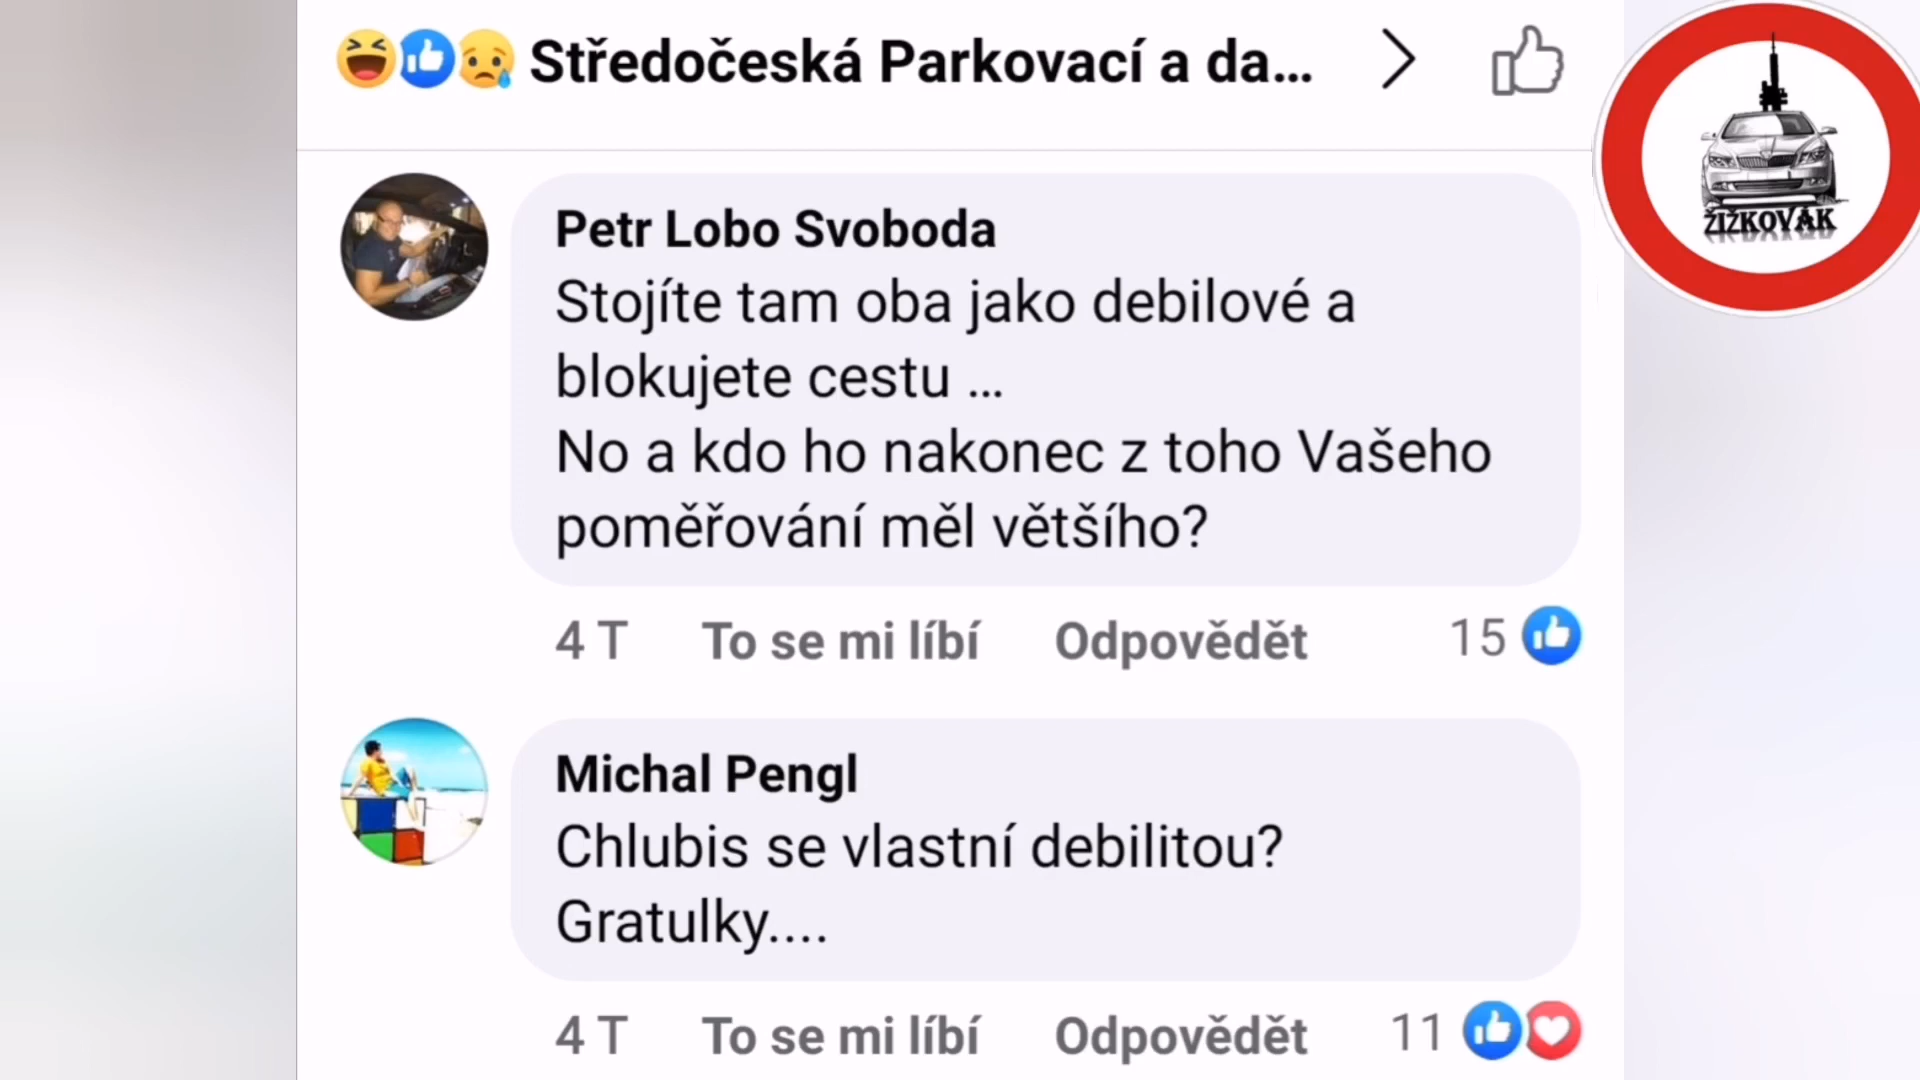 Středočeská Parkovací a da...
ŽIŽKOVÁK
Petr Lobo Svoboda
Stojíte tam oba jako debilové a
blokujete cestu ...
No a kdo ho nakonec z toho Vašeho
poměřování měl většího?
4 T To se mi líbí Odpovědět 15
Michal Pengl
Chlubis se vlastní debilitou?
Gratulky....
4 T To se mi líbí Odpovědět 11